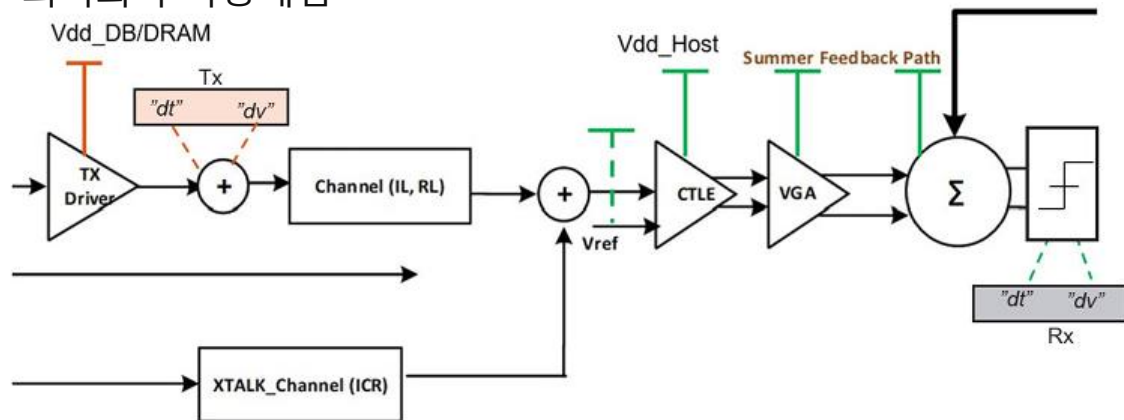 Vdd_DB/DRAM
Tx
"dt"
"dv"
TX
Driver
+
Channel (IL, RL)
+
Vdd_Host
Summer Feedback Path
CTLE
VGA
Σ
Vref
"dt"
"dv"
Rx
XTALK_Channel (ICR)